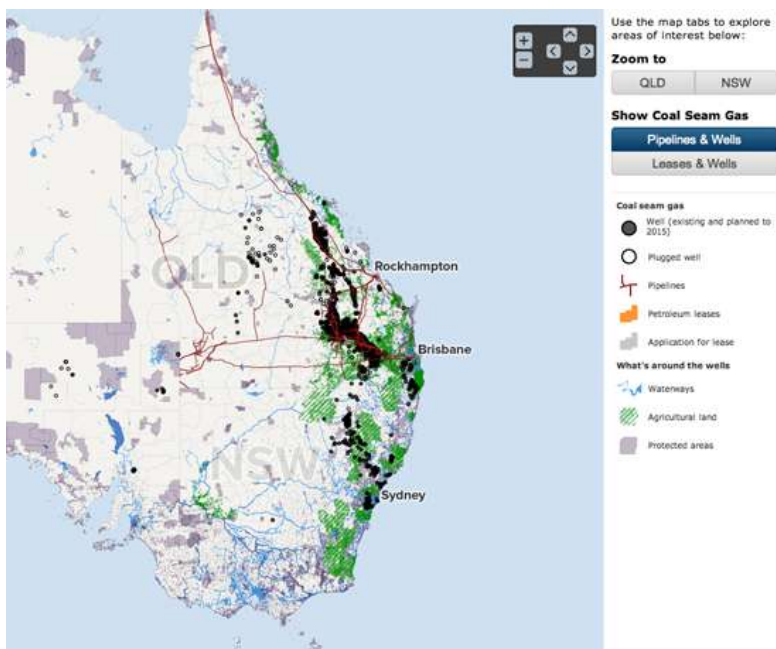 Use the map tabs to explore
areas of interest below:
Zoom to
QLD NSW
Show Coal Seam Gas
Pipelines & Wells
Leases & Wells
Coal seam gas
Well (existing and planned to
2015)
Plugged well
Pipelines
Petroleum leases
Application for lease
What's around the wells
Waterways
Agricultural land
Protected areas
QLD
Rockhampton
Brisbane
NSW
Sydney